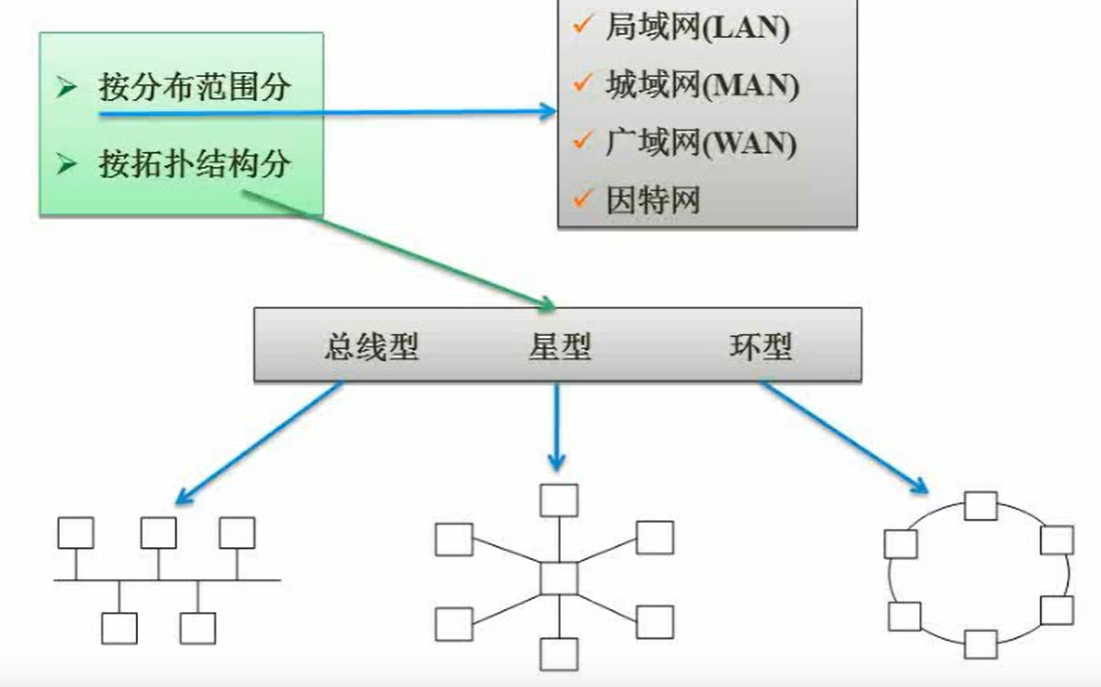 按分布范围分
按拓扑结构分
局域网(LAN)
城域网(MAN)
广域网(WAN)
因特网
总线型 星型 环型